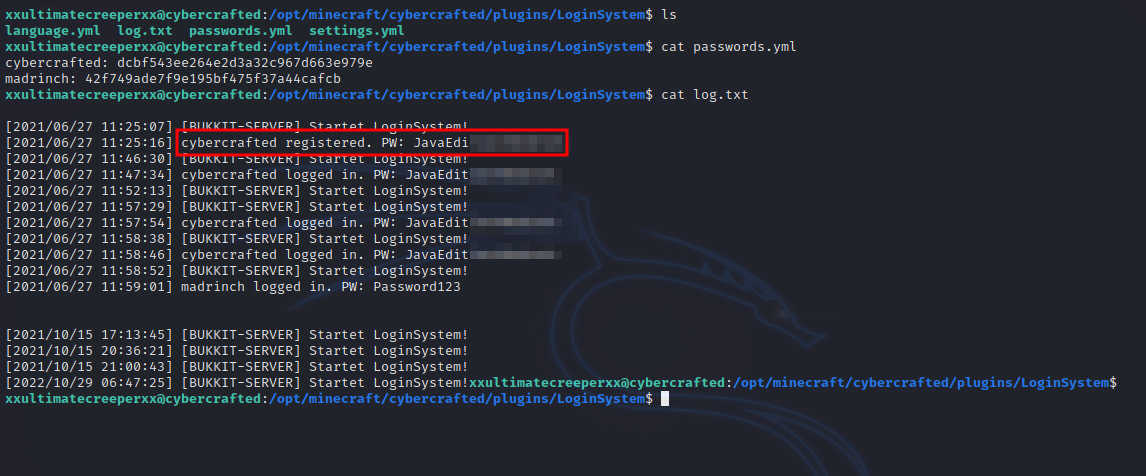 xxultimatecreeperxx@cybercrafted:/opt/minecraft/cybercrafted/plugins/LoginSystem$ ls
language.yml  log.txt  passwords.yml  settings.yml
xxultimatecreeperxx@cybercrafted:/opt/minecraft/cybercrafted/plugins/LoginSystem$ cat passwords.yml
cybercrafted: dcbf543ee264e2d3a32c967d663e979e
madrinch: 42f749ade7f9e195bf475f37a44cafcb
xxultimatecreeperxx@cybercrafted:/opt/minecraft/cybercrafted/plugins/LoginSystem$ cat log.txt
[2021/06/27 11:25:07] [BUKKIT-SERVER] Startet LoginSystem!
[2021/06/27 11:25:16] cybercrafted registered. PW: JavaEdi
[2021/06/27 11:46:30] [BUKKIT-SERVER] Startet LoginSystem!
[2021/06/27 11:47:34] cybercrafted logged in. PW: JavaEdit
[2021/06/27 11:52:13] [BUKKIT-SERVER] Startet LoginSystem!
[2021/06/27 11:57:29] [BUKKIT-SERVER] Startet LoginSystem!
[2021/06/27 11:57:54] cybercrafted logged in. PW: JavaEdit
[2021/06/27 11:58:38] [BUKKIT-SERVER] Startet LoginSystem!
[2021/06/27 11:58:46] cybercrafted logged in. PW: JavaEdit
[2021/06/27 11:58:52] [BUKKIT-SERVER] Startet LoginSystem!
[2021/06/27 11:59:01] madrinch logged in. PW: Password123
[2021/10/15 17:13:45] [BUKKIT-SERVER] Startet LoginSystem!
[2021/10/15 20:36:21] [BUKKIT-SERVER] Startet LoginSystem!
[2021/10/15 21:00:43] [BUKKIT-SERVER] Startet LoginSystem!
[2022/10/29 06:47:25] [BUKKIT-SERVER] Startet LoginSystem!xxultimatecreeperxx@cybercrafted:/opt/minecraft/cybercrafted/plugins/LoginSystem$
xxultimatecreeperxx@cybercrafted:/opt/minecraft/cybercrafted/plugins/LoginSystem$